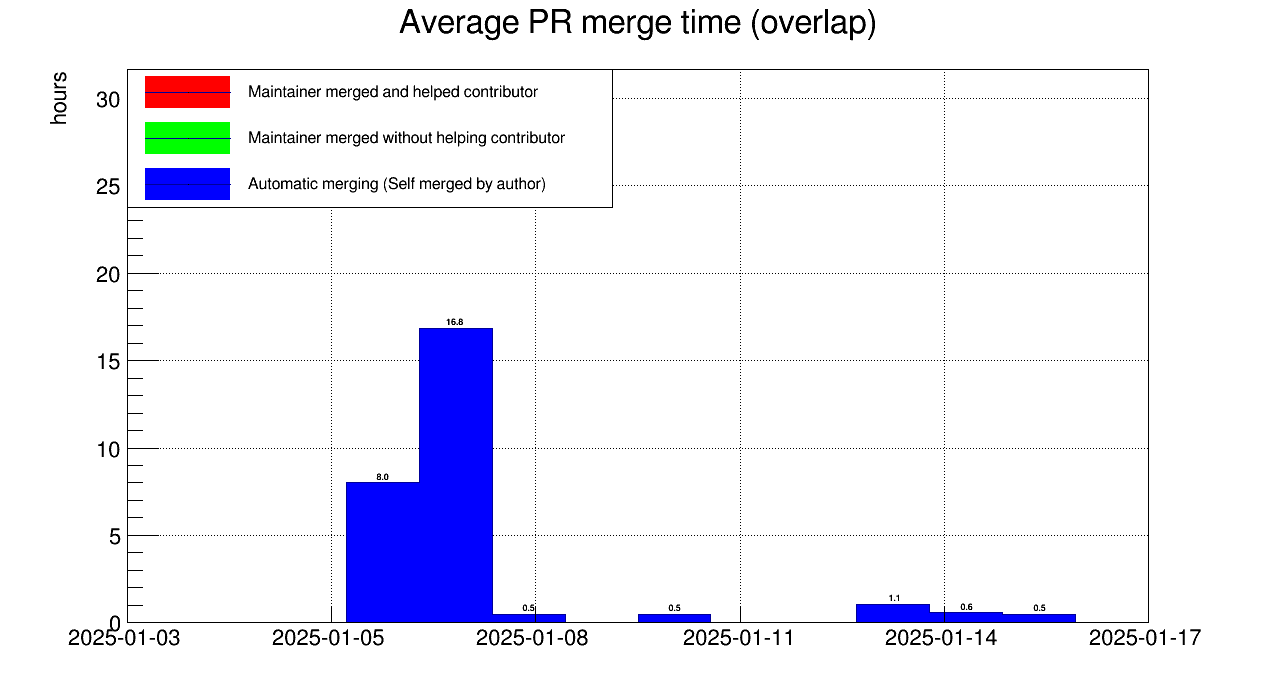 Average PR merge time (overlap)
hours
Maintainer merged and helped contributor
Maintainer merged without helping contributor
Automatic merging (Self merged by author)
30
25
20
15
10
5
0
16.8
8.0
0.5
0.5
1.1
0.6
0.5
2025-01-03 2025-01-05 2025-01-08 2025-01-11 2025-01-14 2025-01-17